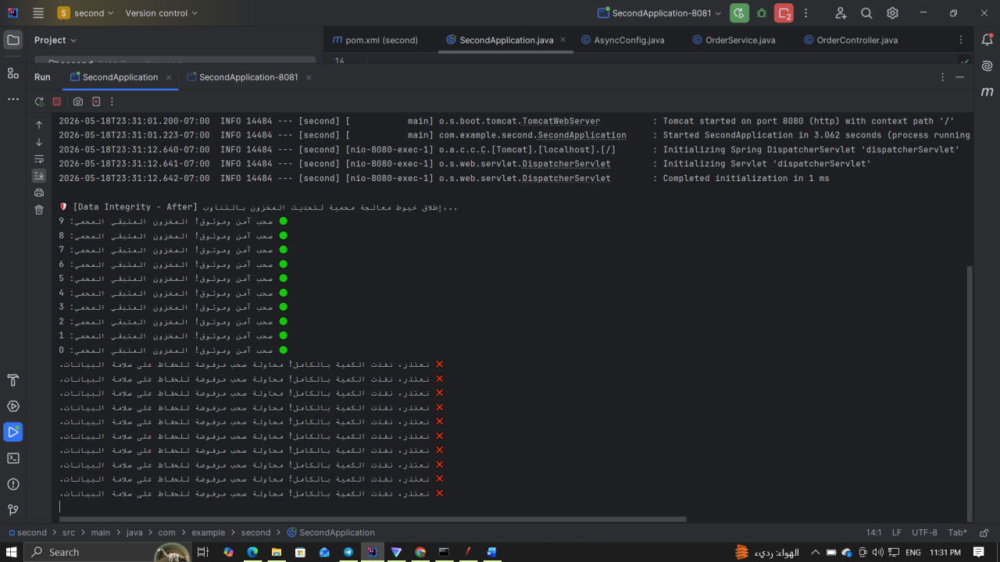 S second Version control SecondApplication-8081 2
Project
pom.xml (second) SecondApplication.java AsyncConfig.java OrderService.java OrderController.java
14
Run SecondApplication SecondApplication-8081
2026-05-18T23:31:01.200-07:00 INFO 14484 --- [second] [ main] o.s.boot.tomcat.TomcatWebServer : Tomcat started on port 8080 (http) with context path '/'
2026-05-18T23:31:01.223-07:00 INFO 14484 --- [second] [ main] com.example.second.SecondApplication : Started SecondApplication in 3.062 seconds (process running
2026-05-18T23:31:12.640-07:00 INFO 14484 --- [second] [nio-8080-exec-1] o.a.c.c.C.[Tomcat].[localhost].[/] : Initializing Spring DispatcherServlet 'dispatcherServlet'
2026-05-18T23:31:12.641-07:00 INFO 14484 --- [second] [nio-8080-exec-1] o.s.web.servlet.DispatcherServlet : Initializing Servlet 'dispatcherServlet'
2026-05-18T23:31:12.642-07:00 INFO 14484 --- [second] [nio-8080-exec-1] o.s.web.servlet.DispatcherServlet : Completed initialization in 1 ms
🛡️ [Data Integrity - After] إطلاق خيوط معالجة محمية لتحديث المخزون بالتناوب...
🟢 سحب آمن وموثوق! المخزون المتبقي المحمي: 9
🟢 سحب آمن وموثوق! المخزون المتبقي المحمي: 8
🟢 سحب آمن وموثوق! المخزون المتبقي المحمي: 7
🟢 سحب آمن وموثوق! المخزون المتبقي المحمي: 6
🟢 سحب آمن وموثوق! المخزون المتبقي المحمي: 5
🟢 سحب آمن وموثوق! المخزون المتبقي المحمي: 4
🟢 سحب آمن وموثوق! المخزون المتبقي المحمي: 3
🟢 سحب آمن وموثوق! المخزون المتبقي المحمي: 2
🟢 سحب آمن وموثوق! المخزون المتبقي المحمي: 1
🟢 سحب آمن وموثوق! المخزون المتبقي المحمي: 0
❌ نعتذر، نفذت الكمية بالكامل! محاولة سحب مرفوضة للحفاظ على سلامة البيانات.
❌ نعتذر، نفذت الكمية بالكامل! محاولة سحب مرفوضة للحفاظ على سلامة البيانات.
❌ نعتذر، نفذت الكمية بالكامل! محاولة سحب مرفوضة للحفاظ على سلامة البيانات.
❌ نعتذر، نفذت الكمية بالكامل! محاولة سحب مرفوضة للحفاظ على سلامة البيانات.
❌ نعتذر، نفذت الكمية بالكامل! محاولة سحب مرفوضة للحفاظ على سلامة البيانات.
❌ نعتذر، نفذت الكمية بالكامل! محاولة سحب مرفوضة للحفاظ على سلامة البيانات.
❌ نعتذر، نفذت الكمية بالكامل! محاولة سحب مرفوضة للحفاظ على سلامة البيانات.
❌ نعتذر، نفذت الكمية بالكامل! محاولة سحب مرفوضة للحفاظ على سلامة البيانات.
❌ نعتذر، نفذت الكمية بالكامل! محاولة سحب مرفوضة للحفاظ على سلامة البيانات.
❌ نعتذر، نفذت الكمية بالكامل! محاولة سحب مرفوضة للحفاظ على سلامة البيانات.
second > src > main > java > com > example > second > SecondApplication 14:1 LF UTF-8 Tab*
Search الهواء: رديء ENG 11:31 PM